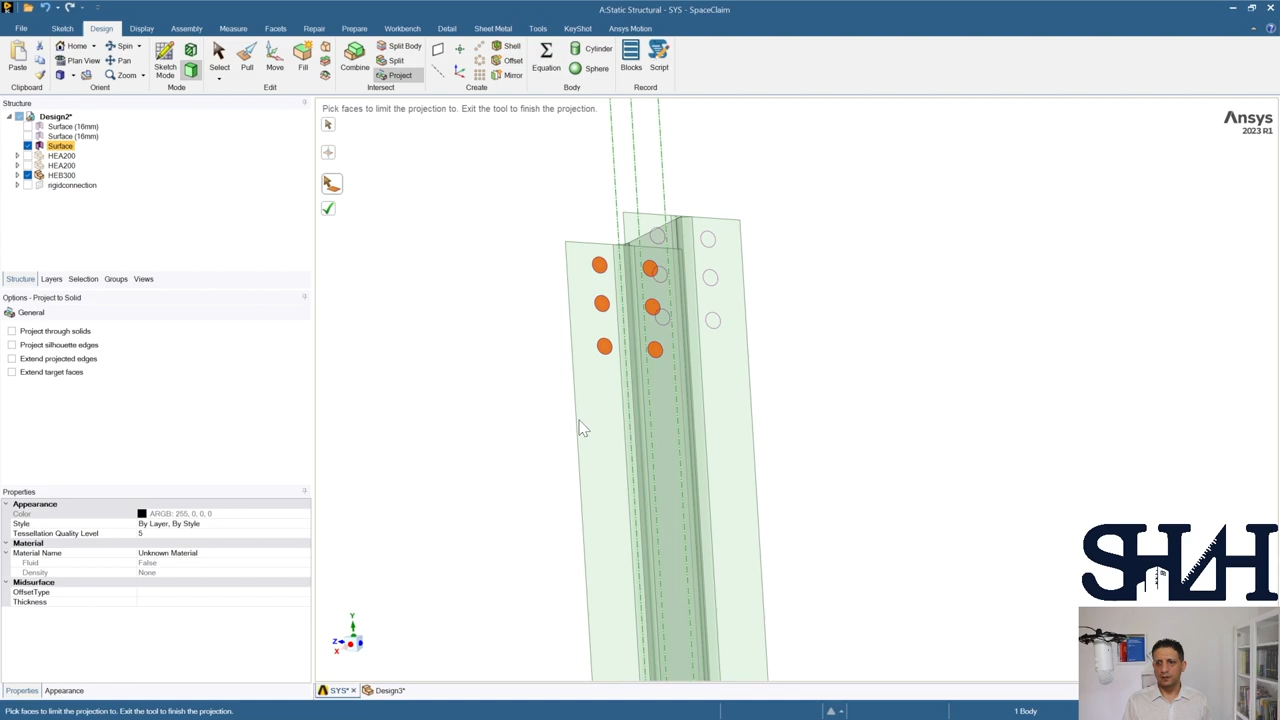 A:Static Structural - SYS - SpaceClaim
File Sketch Design Display Assembly Measure Facets Repair Prepare Workbench Detail Sheet Metal Tools KeyShot Ansys Motion
Home Spin Split Body Shell Cylinder
Plan View Pan Split Offset Sphere
Zoom Project Mirror
Paste Sketch Mode Select Pull Move Fill Combine Equation Blocks Script
Clipboard Orient Mode Edit Intersect Create Body Record
Structure
Design2*
Surface (16mm)
Surface (16mm)
Surface
HEA200
HEA200
HEB300
rigidconnection
Structure Layers Selection Groups Views
Options - Project to Solid
General
Project through solids
Project silhouette edges
Extend projected edges
Extend target faces
Properties
Appearance
Color ARGB: 255, 0, 0, 0
Style By Layer, By Style
Tessellation Quality Level 5
Material
Material Name Unknown Material
Fluid False
Density None
Midsurface
OffsetType
Thickness
Properties Appearance
Pick faces to limit the projection to. Exit the tool to finish the projection.
Pick faces to limit the projection to. Exit the tool to finish the projection.
Ansys
2023 R1
Y
Z
X
SYS* Design3*
1 Body